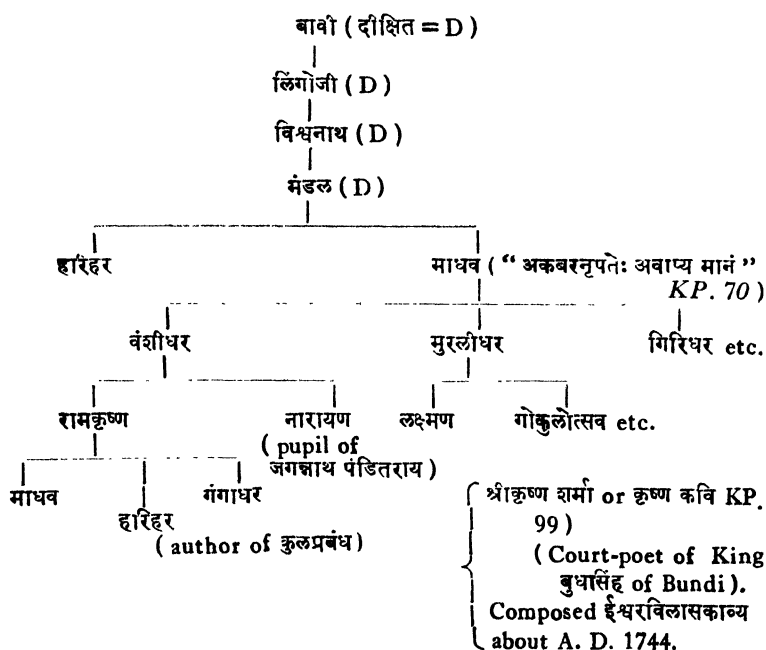 बावी ( दीक्षित = D )
लिंगोजी ( D )
विश्वनाथ ( D )
मंडल ( D )
हरिहर माधव ( “ अकबरनृपतेः अवाप्य मानं ”
KP. 70 )
वंशीधर मुरलीधर गिरिधर etc.
रामकृष्ण नारायण लक्ष्मण गोकुलोत्सव etc.
( pupil of
जगन्नाथ पंडितराय )
माधव हरिहर गंगाधर
( author of कुलप्रबंध )
श्रीकृष्ण शर्मा or कृष्ण कवि KP.
99 )
( Court-poet of King
बुधसिंह of Bundi ).
Composed ईश्वरविलासकाव्य
about A. D. 1744.